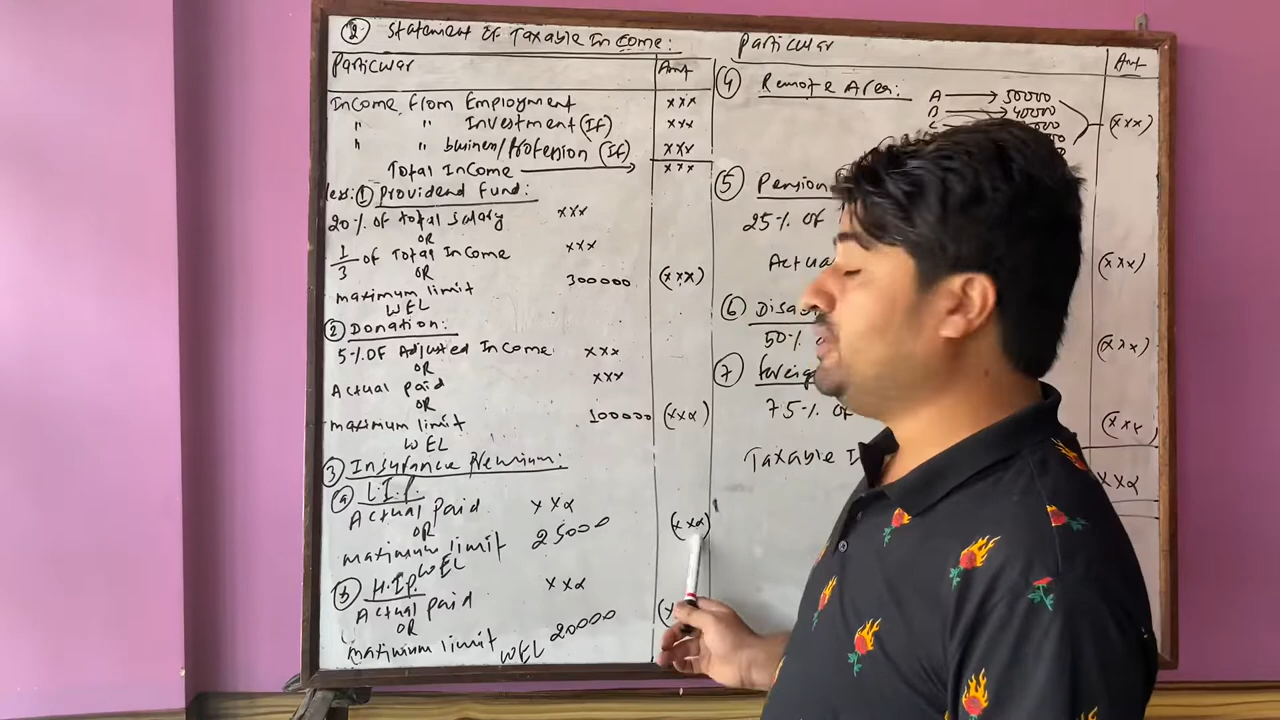 ② Statement Of Taxable Income:
Particular Amt
Income from Employment xxx
" " Investment (If) xxx
" " business/Profession (If) xxx
Total Income xxx
less: ① Providend Fund:
20% of total salary xxx
OR
1/3 of Total Income xxx
OR
maximum limit 300000 (xxx)
WEL
② Donation:
5% OF Adjusted Income xxx
OR
Actual paid xxx
OR
maximum limit 100000 (xxx)
WEL
③ Insurance Premium:
ⓐ L.I.P.
Actual paid xxx
OR (xxx)
maximum limit 25000
WEL
ⓑ H.I.P.
Actual paid xxx
OR
maximum limit 20000
WEL
Particular Amt
④ Remote Area:
A → 50000
B → 40000 (xxx)
C
⑤ Pension
25% of
(xxx)
⑥
50% (xxx)
⑦
75% of (xxx)
Taxable xxx